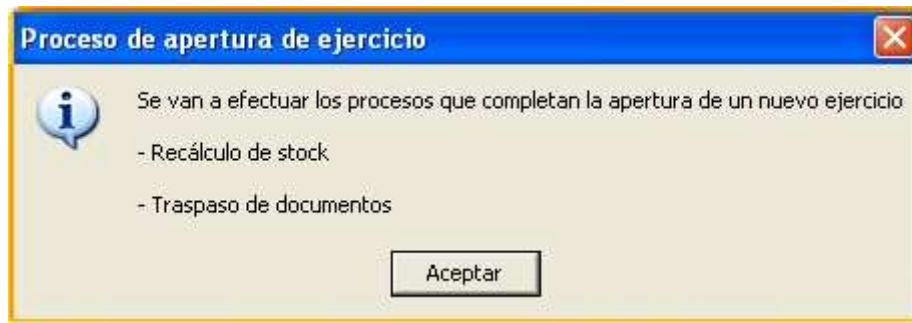 Proceso de apertura de ejercicio
Se van a efectuar los procesos que completan la apertura de un nuevo ejercicio
- Recálculo de stock
- Traspaso de documentos
Aceptar